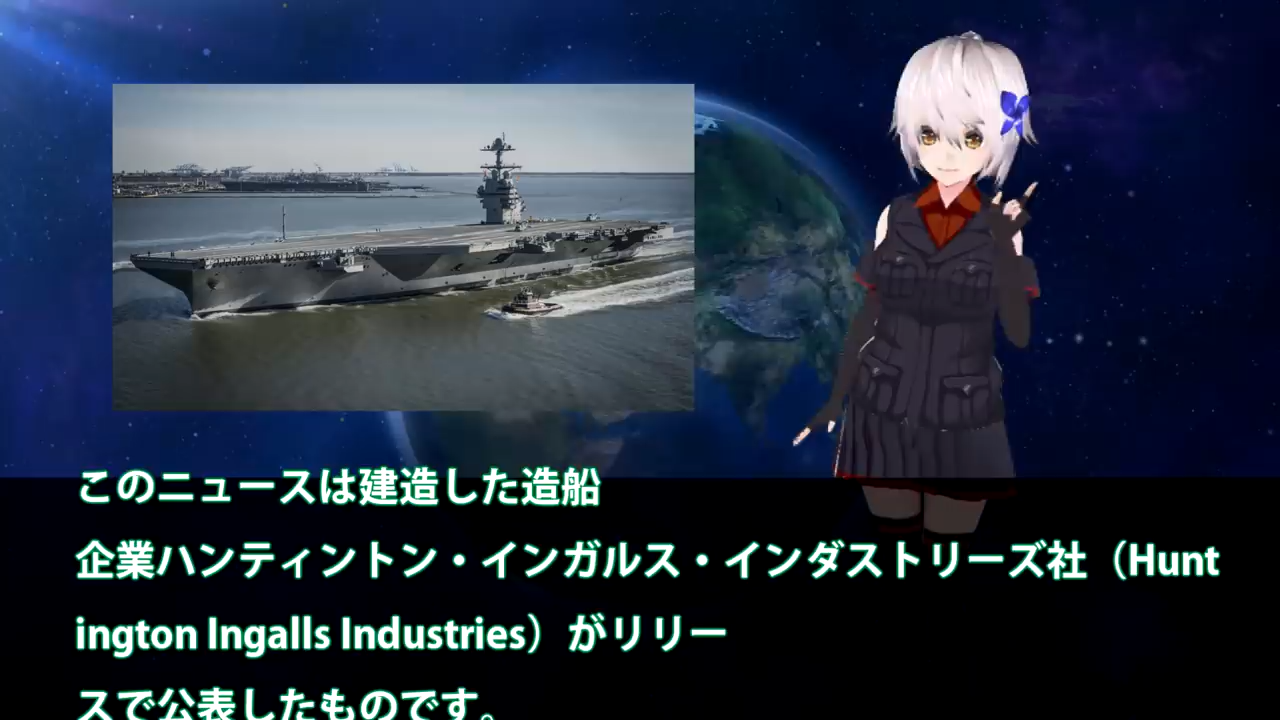 このニュースは建造した造船
企業ハンティントン・インガルス・インダストリーズ社（Hunt
ington Ingalls Industries）がリリー
スで公表したものです。